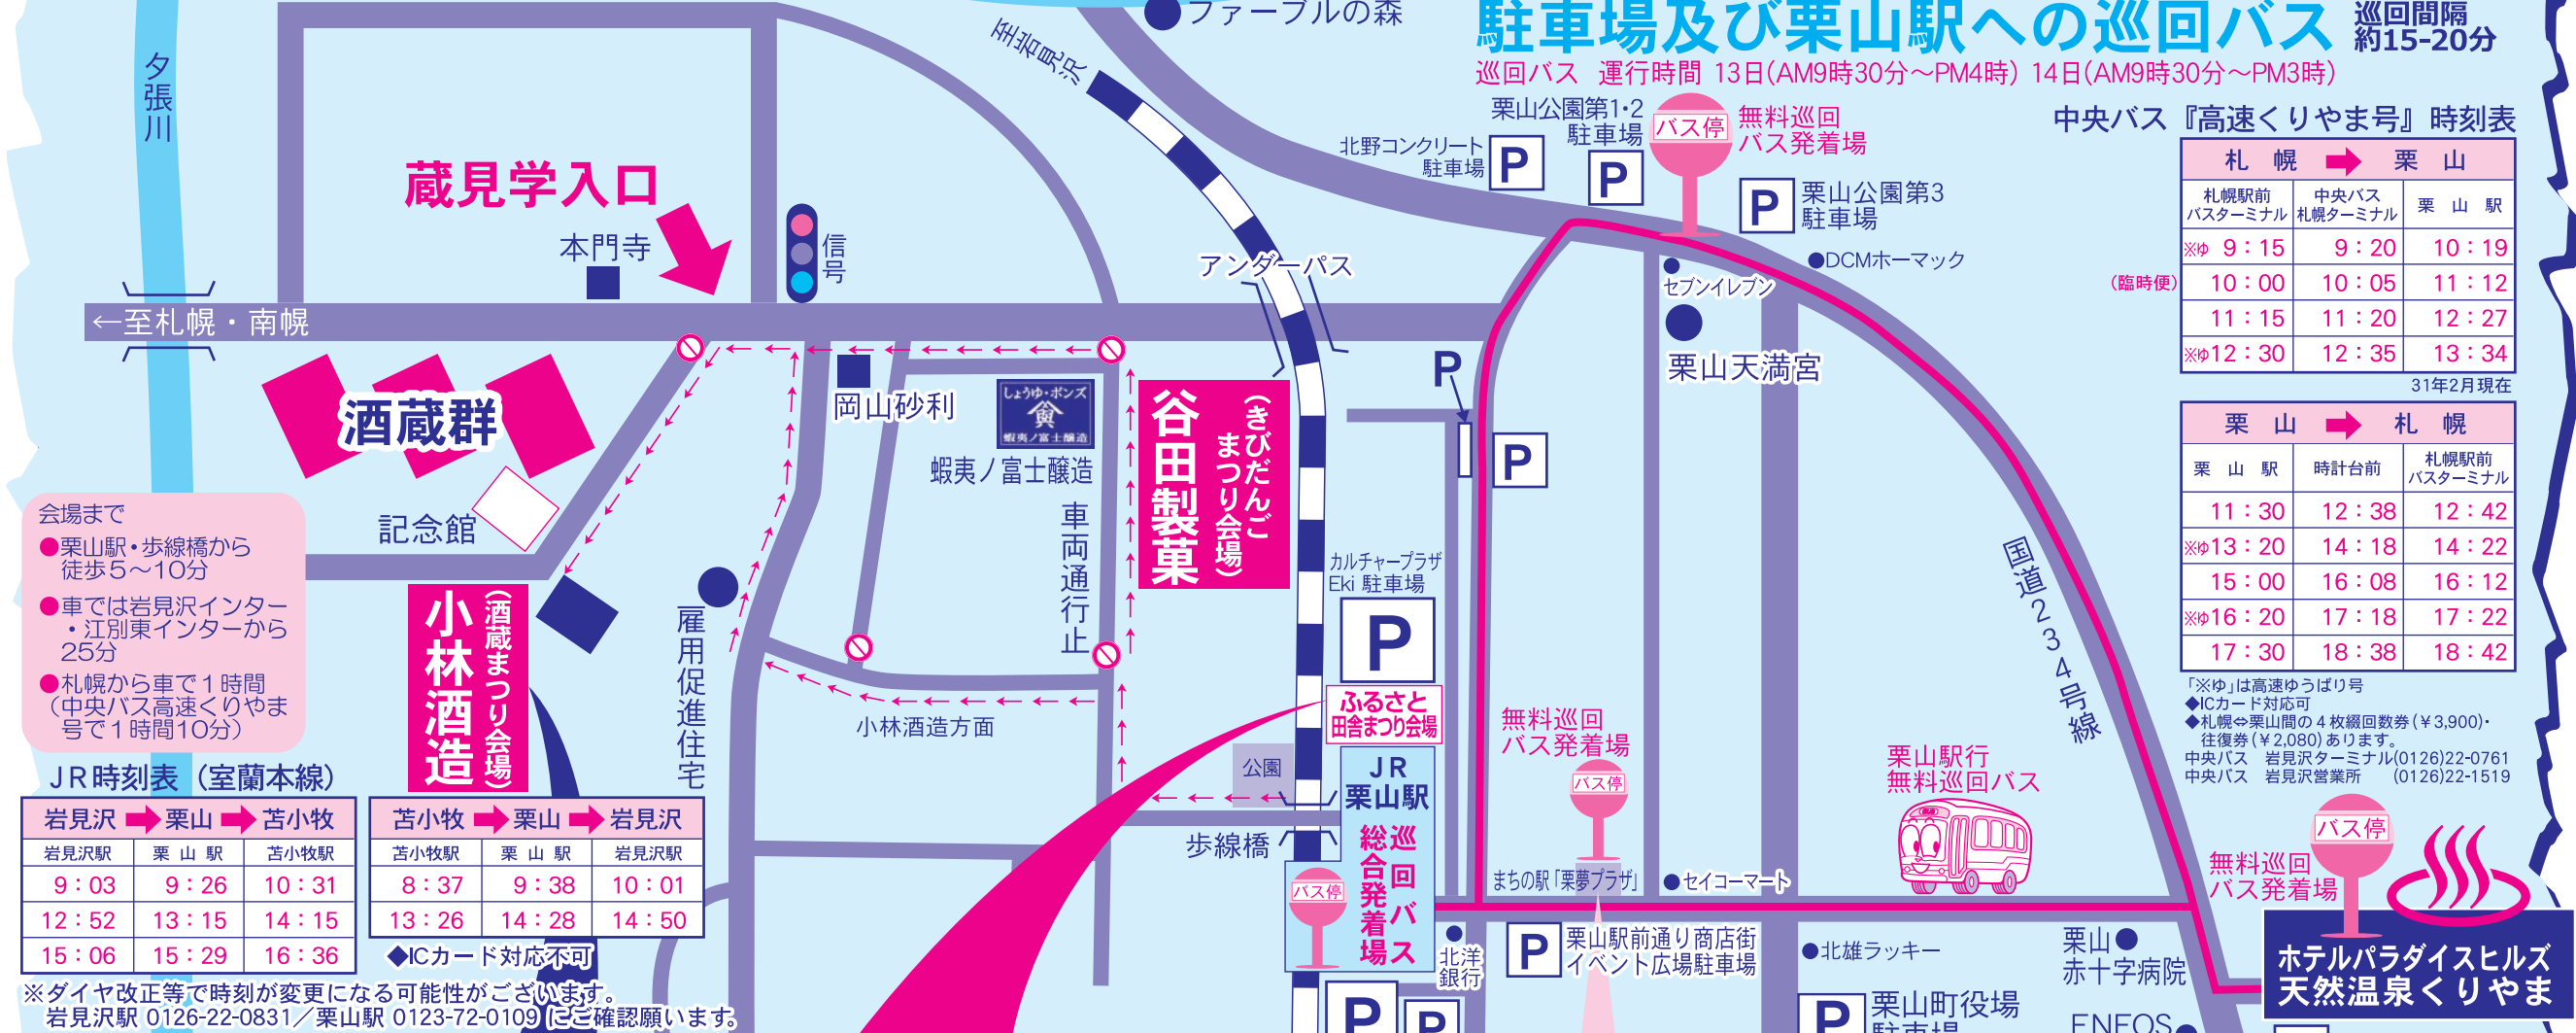 ファーブルの森
駐車場及び栗山駅への巡回バス
巡回間隔
約15-20分
巡回バス 運行時間 13日(AM9時30分～PM4時) 14日(AM9時30分～PM3時)
夕張川
至岩見沢
蔵見学入口
本門寺
信号
←至札幌・南幌
アンダーパス
北野コンクリート
駐車場
P
栗山公園第1・2
駐車場
P
バス停
無料巡回
バス発着場
P
栗山公園第3
駐車場
セブンイレブン
DCMホーマック
栗山天満宮
中央バス『高速くりやま号』時刻表
札幌 栗山
札幌駅前
バスターミナル
中央バス
札幌ターミナル
栗山駅
※ゆ 9：15 9：20 10：19
(臨時便) 10：00 10：05 11：12
11：15 11：20 12：27
※ゆ12：30 12：35 13：34
31年2月現在
栗山 札幌
栗山駅 時計台前
札幌駅前
バスターミナル
11：30 12：38 12：42
※ゆ13：20 14：18 14：22
15：00 16：08 16：12
※ゆ16：20 17：18 17：22
17：30 18：38 18：42
「※ゆ」は高速ゆうばり号
◆ICカード対応可
◆札幌⇔栗山間の４枚綴回数券(￥3,900)・
往復券(￥2,080)あります。
中央バス 岩見沢ターミナル(0126)22-0761
中央バス 岩見沢営業所 (0126)22-1519
酒蔵群
記念館
岡山砂利
しょうゆ・ポンズ
蝦夷ノ富士醸造
蝦夷ノ富士醸造
谷田製菓
(きびだんご
まつり会場)
車両通行止
P
P
カルチャープラザ
Eki 駐車場
P
ふるさと
田舎まつり会場
国道234号線
会場まで
●栗山駅・歩線橋から
徒歩５～10分
●車では岩見沢インター
・江別東インターから
25分
●札幌から車で１時間
(中央バス高速くりやま
号で１時間10分)
小林酒造
(酒蔵まつり会場)
雇用促進住宅
小林酒造方面
公園
歩線橋
JR
栗山駅
巡回バス
総合発着場
バス停
無料巡回
バス発着場
バス停
まちの駅「栗夢プラザ」
セイコーマート
栗山駅行
無料巡回バス
無料巡回
バス発着場
バス停
ホテルパラダイスヒルズ
天然温泉くりやま
北洋
銀行
P
栗山駅前通り商店街
イベント広場駐車場
北雄ラッキー
栗山
赤十字病院
P
P
P
栗山町役場
駐車場
ENEOS
JR時刻表（室蘭本線）
岩見沢 栗山 苫小牧
岩見沢駅 栗山駅 苫小牧駅
9：03 9：26 10：31
12：52 13：15 14：15
15：06 15：29 16：36
苫小牧 栗山 岩見沢
苫小牧駅 栗山駅 岩見沢駅
8：37 9：38 10：01
13：26 14：28 14：50
◆ICカード対応不可
※ダイヤ改正等で時刻が変更になる可能性がございます。
岩見沢駅 0126-22-0831／栗山駅 0123-72-0109 にご確認願います。